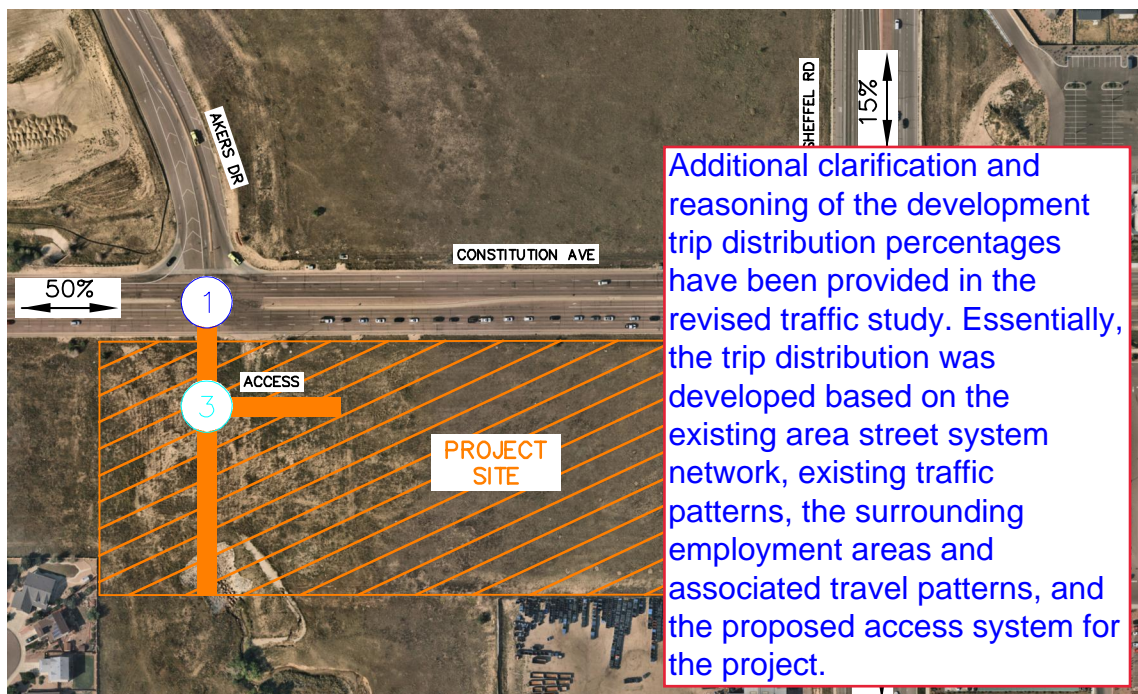 AKERS DR
SHEFFEL RD
15%
CONSTITUTION AVE
50%
1
ACCESS
3
PROJECT
SITE
Additional clarification and
reasoning of the development
trip distribution percentages
have been provided in the
revised traffic study. Essentially,
the trip distribution was
developed based on the
existing area street system
network, existing traffic
patterns, the surrounding
employment areas and
associated travel patterns, and
the proposed access system for
the project.